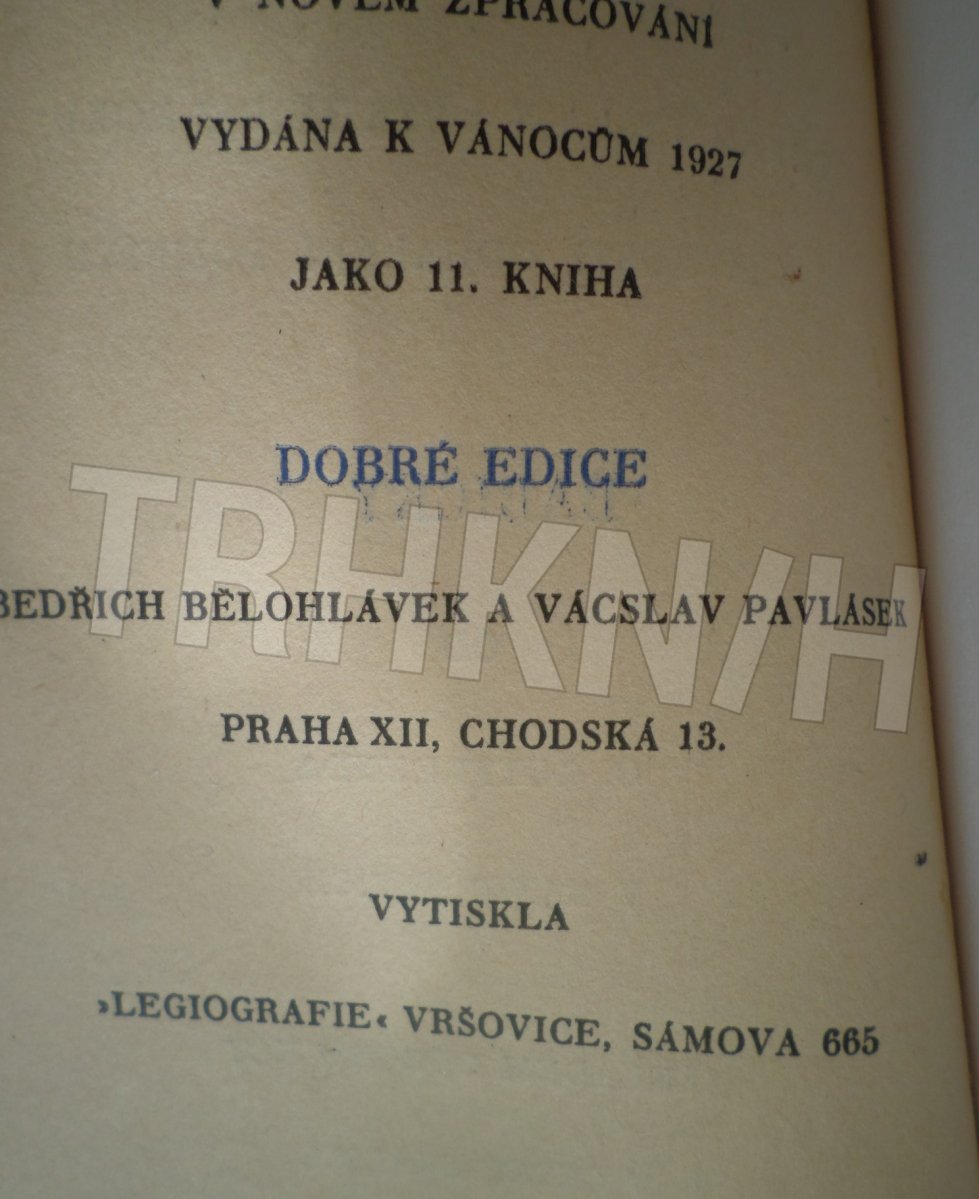 V NOVÉM ZPRACOVÁNÍ
VYDÁNA K VÁNOCŮM 1927
JAKO 11. KNIHA
DOBRÉ EDICE
BEDŘICH BĚLOHLÁVEK A VÁCSLAV PAVLÁSEK
PRAHA XII, CHODSKÁ 13.
VYTISKLA
»LEGIOGRAFIE« VRŠOVICE, SÁMOVA 665
TRHKN/H